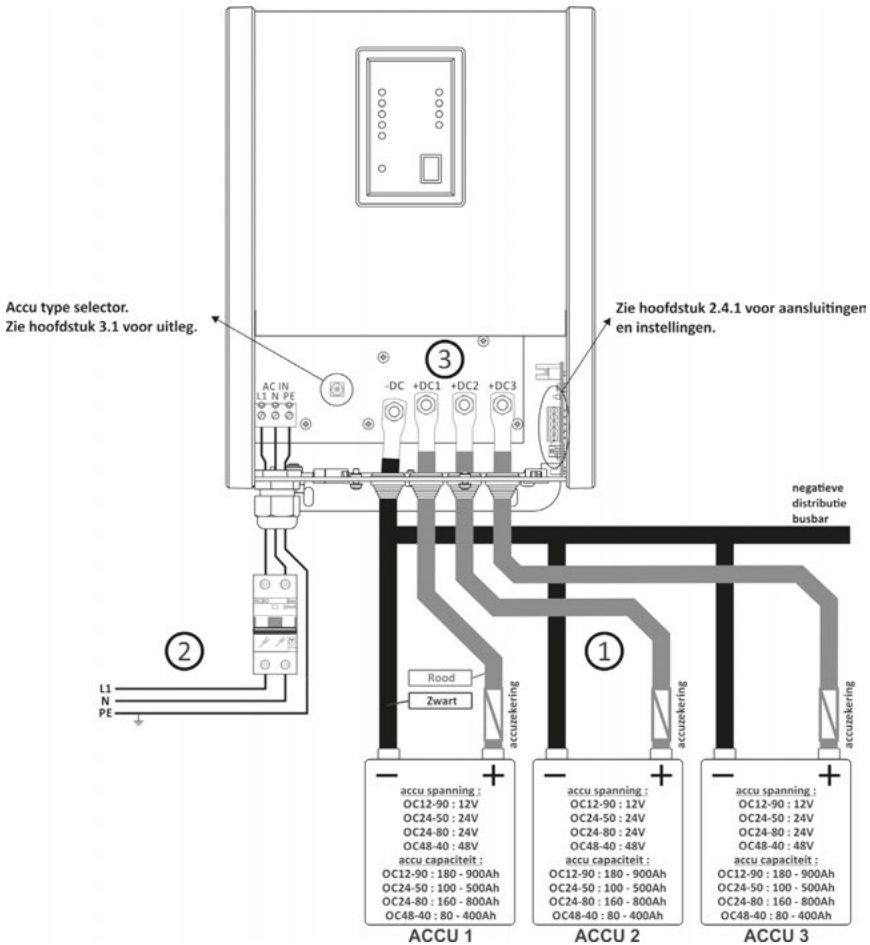 Accu type selector.
Zie hoofdstuk 3.1 voor uitleg.
Zie hoofdstuk 2.4.1 voor aansluitingen
en instellingen.
3
AC IN
L1 N PE
-DC +DC1 +DC2 +DC3
negatieve
distributie
busbar
2
1
L1
N
PE
Rood
Zwart
accuzekering
accuzekering
accuzekering
− +
accu spanning :
OC12-90 : 12V
OC24-50 : 24V
OC24-80 : 24V
OC48-40 : 48V
accu capaciteit :
OC12-90 : 180 - 900Ah
OC24-50 : 100 - 500Ah
OC24-80 : 160 - 800Ah
OC48-40 : 80 - 400Ah
ACCU 1
− +
accu spanning :
OC12-90 : 12V
OC24-50 : 24V
OC24-80 : 24V
OC48-40 : 48V
accu capaciteit :
OC12-90 : 180 - 900Ah
OC24-50 : 100 - 500Ah
OC24-80 : 160 - 800Ah
OC48-40 : 80 - 400Ah
ACCU 2
− +
accu spanning :
OC12-90 : 12V
OC24-50 : 24V
OC24-80 : 24V
OC48-40 : 48V
accu capaciteit :
OC12-90 : 180 - 900Ah
OC24-50 : 100 - 500Ah
OC24-80 : 160 - 800Ah
OC48-40 : 80 - 400Ah
ACCU 3